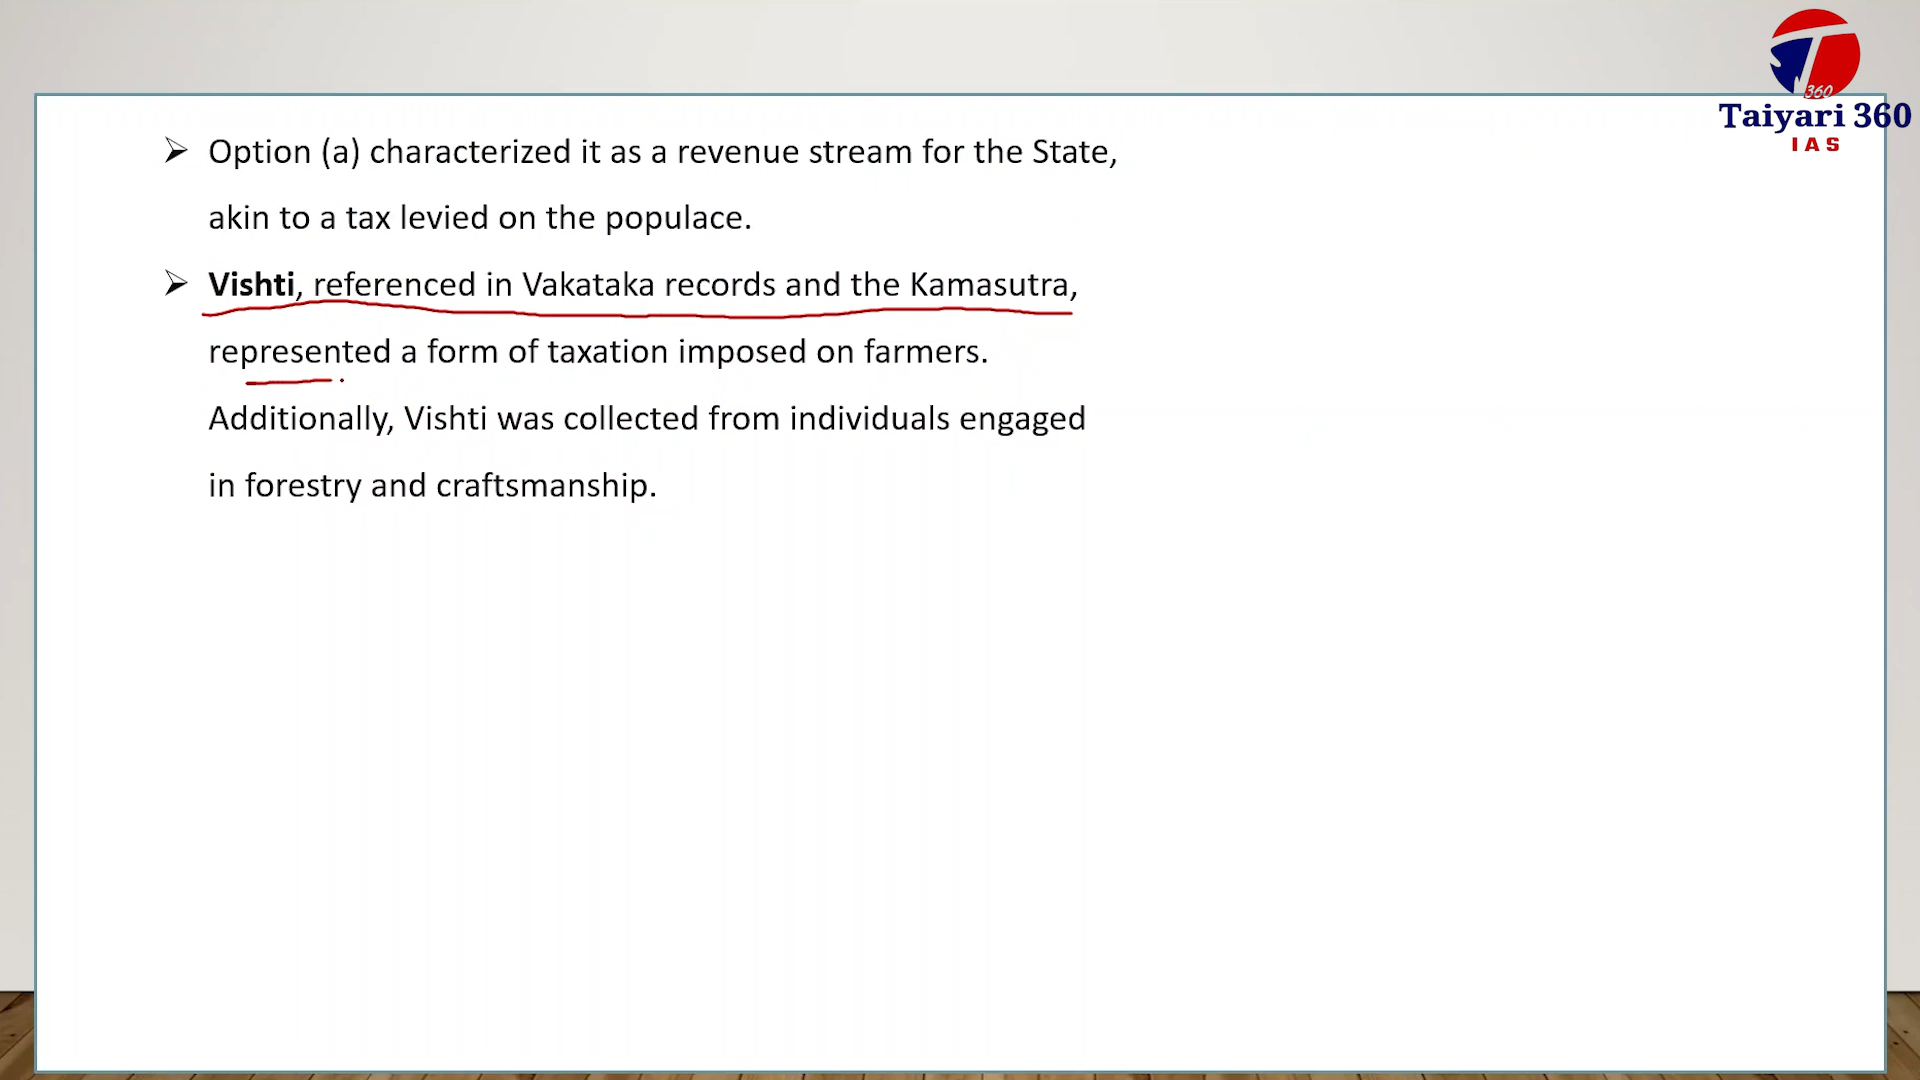 360
Taiyari 360
IAS
Option (a) characterized it as a revenue stream for the State,
akin to a tax levied on the populace.
Vishti, referenced in Vakataka records and the Kamasutra,
represented a form of taxation imposed on farmers.
Additionally, Vishti was collected from individuals engaged
in forestry and craftsmanship.